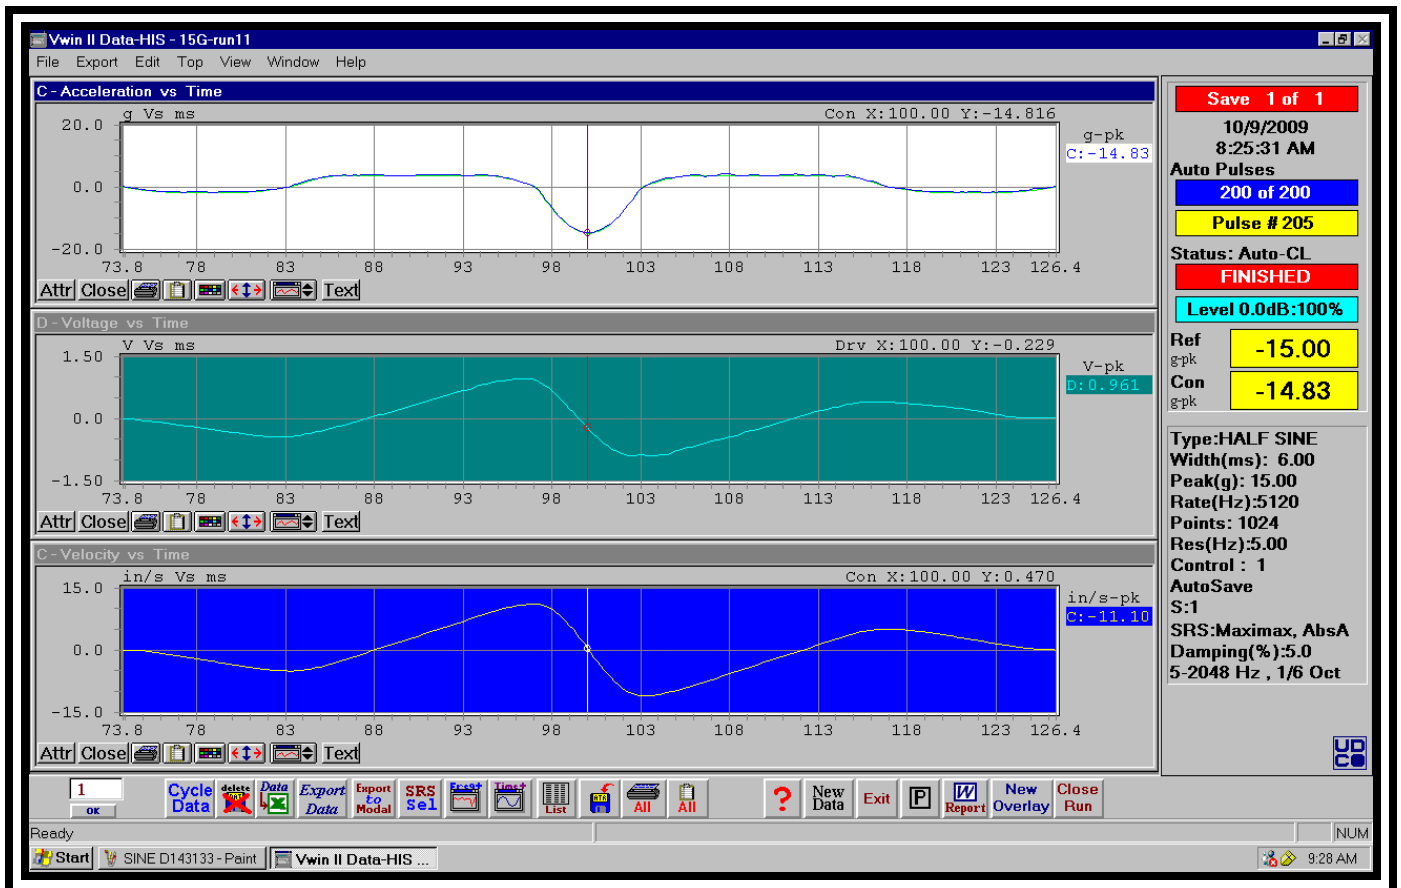 Vwin II Data-HIS - 15G-run11
File Export Edit Top View Window Help
C - Acceleration vs Time
g Vs ms
Con X:100.00 Y:-14.816
20.0
0.0
-20.0
g-pk
C:-14.83
73.8 78 83 88 93 98 103 108 113 118 123 126.4
Attr Close Text
D - Voltage vs Time
V Vs ms
Drv X:100.00 Y:-0.229
1.50
0.0
-1.50
V-pk
D:0.961
73.8 78 83 88 93 98 103 108 113 118 123 126.4
Attr Close Text
C - Velocity vs Time
in/s Vs ms
Con X:100.00 Y:0.470
15.0
0.0
-15.0
in/s-pk
C:-11.10
73.8 78 83 88 93 98 103 108 113 118 123 126.4
Attr Close Text
Save 1 of 1
10/9/2009
8:25:31 AM
Auto Pulses
200 of 200
Pulse # 205
Status: Auto-CL
FINISHED
Level 0.0dB:100%
Ref
g-pk
-15.00
Con
g-pk
-14.83
Type:HALF SINE
Width(ms): 6.00
Peak(g): 15.00
Rate(Hz):5120
Points: 1024
Res(Hz):5.00
Control : 1
AutoSave
S:1
SRS:Maximax, AbsA
Damping(%):5.0
5-2048 Hz , 1/6 Oct
UD
CO
1
OK
Cycle
Data
delete
Data
Export
Data
Export
to
Modal
SRS
Sel
Time+
List
All
All
?
New
Data
Exit
P
W
Report
New
Overlay
Close
Run
Ready
NUM
Start
SINE D143133 - Paint
Vwin II Data-HIS ...
9:28 AM